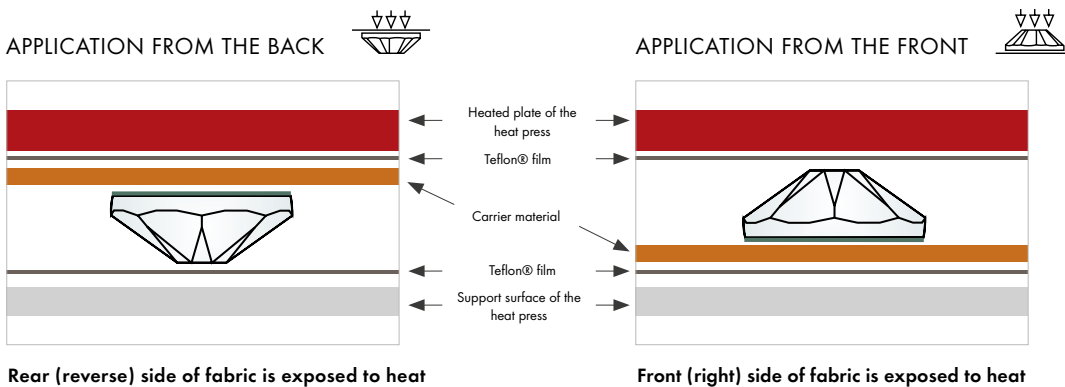 APPLICATION FROM THE BACK
APPLICATION FROM THE FRONT
Heated plate of the
heat press
Teflon® film
Carrier material
Teflon® film
Support surface of the
heat press
Rear (reverse) side of fabric is exposed to heat
Front (right) side of fabric is exposed to heat